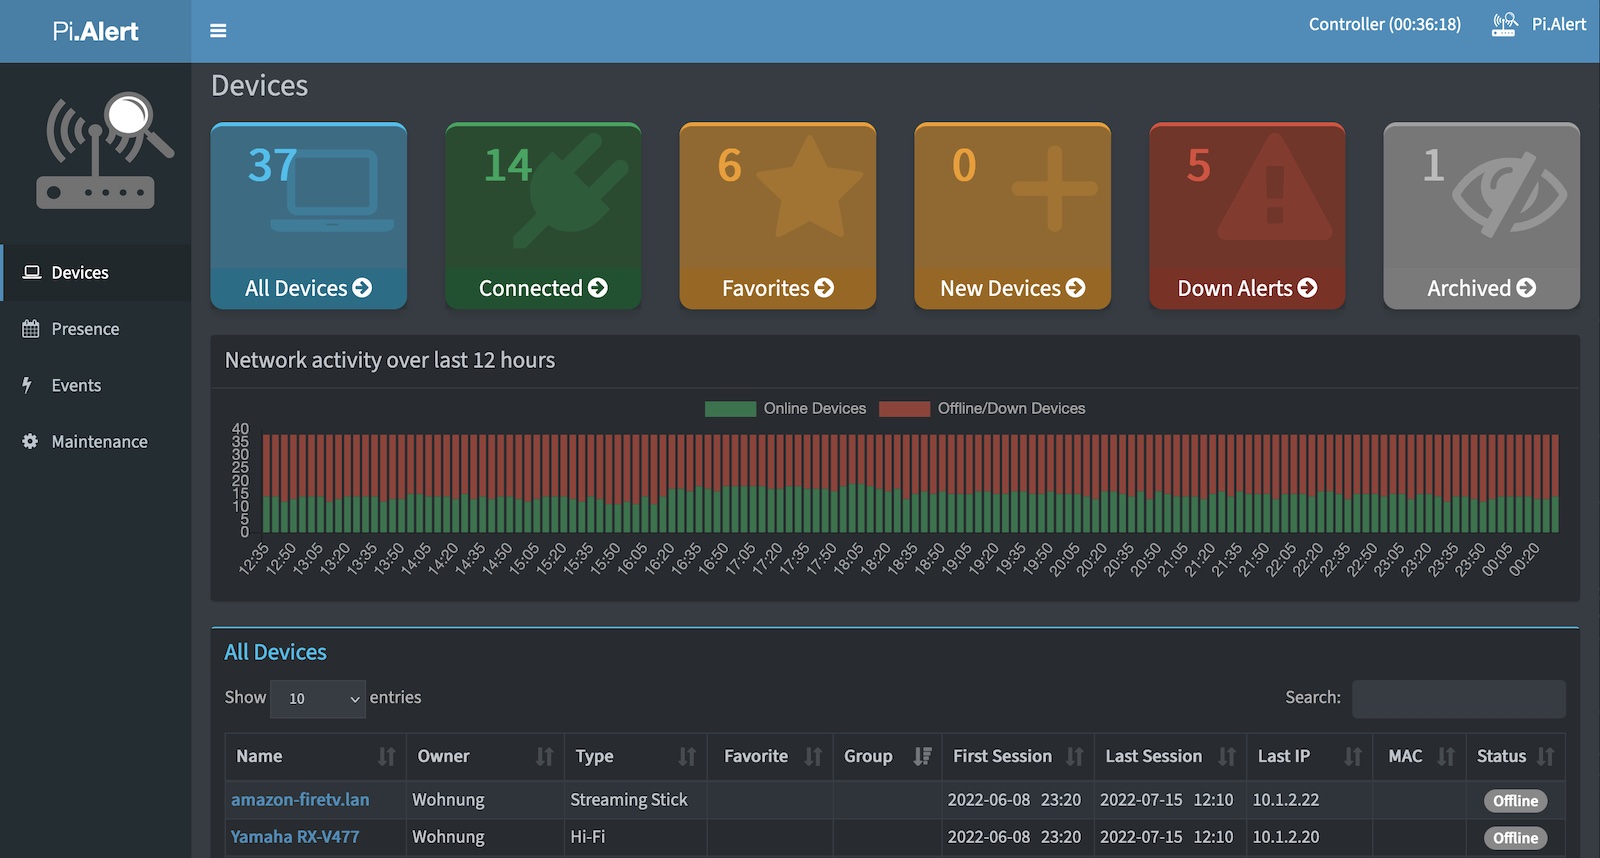 Pi.Alert
Controller (00:36:18) Pi.Alert
Devices
Presence
Events
Maintenance
Devices
37 14 6 0 5 1
All Devices Connected Favorites New Devices Down Alerts Archived
Network activity over last 12 hours
Online Devices Offline/Down Devices
40
35
30
25
20
15
10
5
0
12:35 12:50 13:05 13:20 13:35 13:50 14:05 14:20 14:35 14:50 15:05 15:20 15:35 15:50 16:05 16:20 16:35 16:50 17:05 17:20 17:35 17:50 18:05 18:20 18:35 18:50 19:05 19:20 19:35 19:50 20:05 20:20 20:35 20:50 21:05 21:20 21:35 21:50 22:05 22:20 22:35 22:50 23:05 23:20 23:35 23:50 00:05 00:20
All Devices
Show 10 entries Search:
Name Owner Type Favorite Group First Session Last Session Last IP MAC Status
amazon-firetv.lan Wohnung Streaming Stick 2022-06-08 23:20 2022-07-15 12:10 10.1.2.22 Offline
Yamaha RX-V477 Wohnung Hi-Fi 2022-06-08 23:20 2022-07-15 12:10 10.1.2.20 Offline